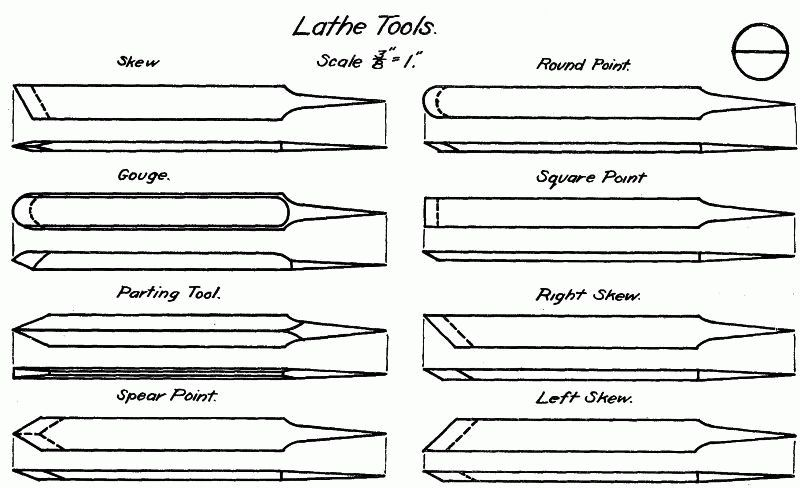 Lathe Tools.
Scale 3/8" = 1."
Skew
Round Point.
Gouge.
Square Point
Parting Tool.
Right Skew.
Spear Point.
Left Skew.